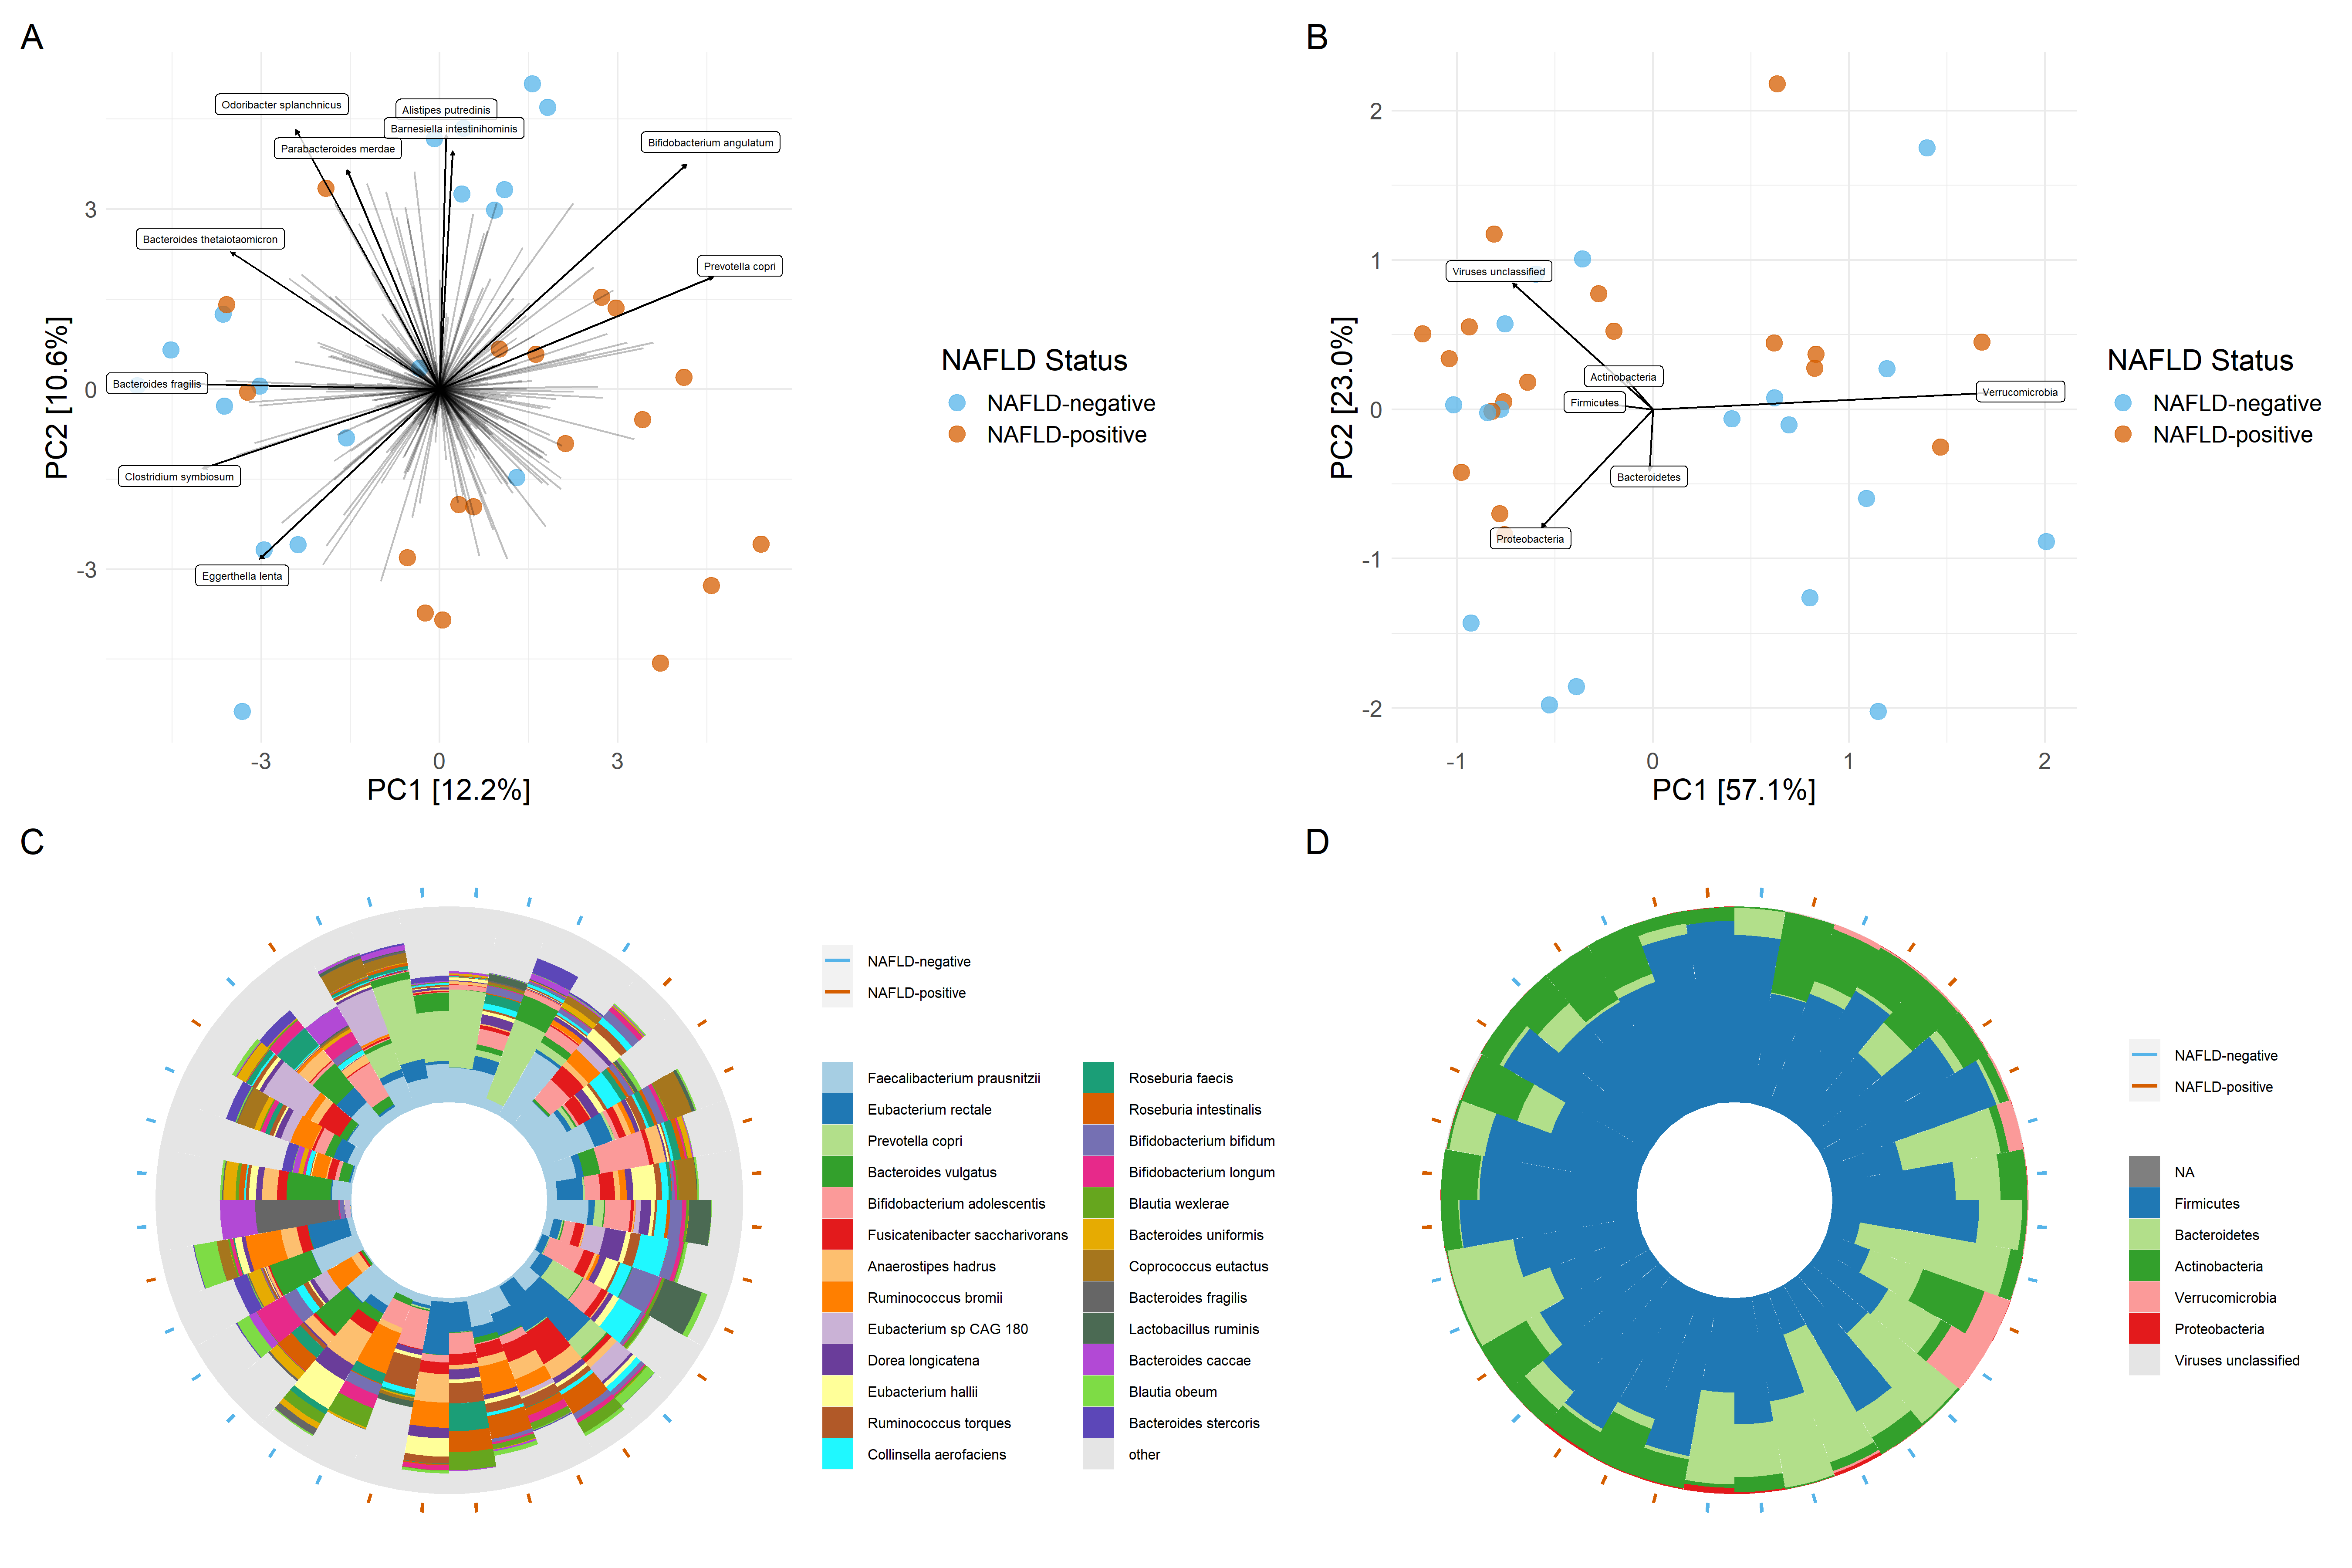 A
Odoribacter splanchnicus
Alistipes putredinis
Barnesiella intestinihominis
Bifidobacterium angulatum
Parabacteroides merdae
Bacteroides thetaiotaomicron
Prevotella copri
Bacteroides fragilis
Clostridium symbiosum
Eggerthella lenta
3
0
-3
PC2 [10.6%]
-3 0 3
PC1 [12.2%]
NAFLD Status
NAFLD-negative
NAFLD-positive
B
Viruses unclassified
Actinobacteria
Firmicutes
Verrucomicrobia
Bacteroidetes
Proteobacteria
2
1
0
-1
-2
PC2 [23.0%]
-1 0 1 2
PC1 [57.1%]
NAFLD Status
NAFLD-negative
NAFLD-positive
C
NAFLD-negative
NAFLD-positive
Faecalibacterium prausnitzii
Eubacterium rectale
Prevotella copri
Bacteroides vulgatus
Bifidobacterium adolescentis
Fusicatenibacter saccharivorans
Anaerostipes hadrus
Ruminococcus bromii
Eubacterium sp CAG 180
Dorea longicatena
Eubacterium hallii
Ruminococcus torques
Collinsella aerofaciens
Roseburia faecis
Roseburia intestinalis
Bifidobacterium bifidum
Bifidobacterium longum
Blautia wexlerae
Bacteroides uniformis
Coprococcus eutactus
Bacteroides fragilis
Lactobacillus ruminis
Bacteroides caccae
Blautia obeum
Bacteroides stercoris
other
D
NAFLD-negative
NAFLD-positive
NA
Firmicutes
Bacteroidetes
Actinobacteria
Verrucomicrobia
Proteobacteria
Viruses unclassified